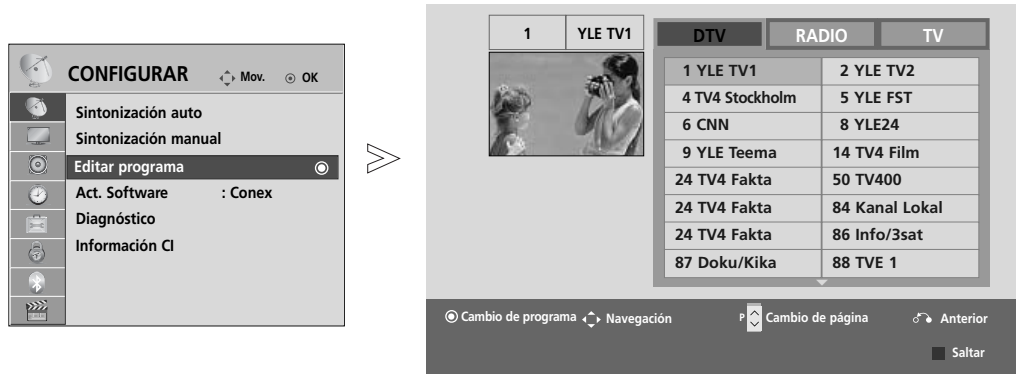 CONFIGURAR Mov. OK
Sintonización auto
Sintonización manual
Editar programa
Act. Software : Conex
Diagnóstico
Información CI
1 YLE TV1
DTV RADIO TV
1 YLE TV1 2 YLE TV2
4 TV4 Stockholm 5 YLE FST
6 CNN 8 YLE24
9 YLE Teema 14 TV4 Film
24 TV4 Fakta 50 TV400
24 TV4 Fakta 84 Kanal Lokal
24 TV4 Fakta 86 Info/3sat
87 Doku/Kika 88 TVE 1
Cambio de programa Navegación P Cambio de página Anterior
Saltar